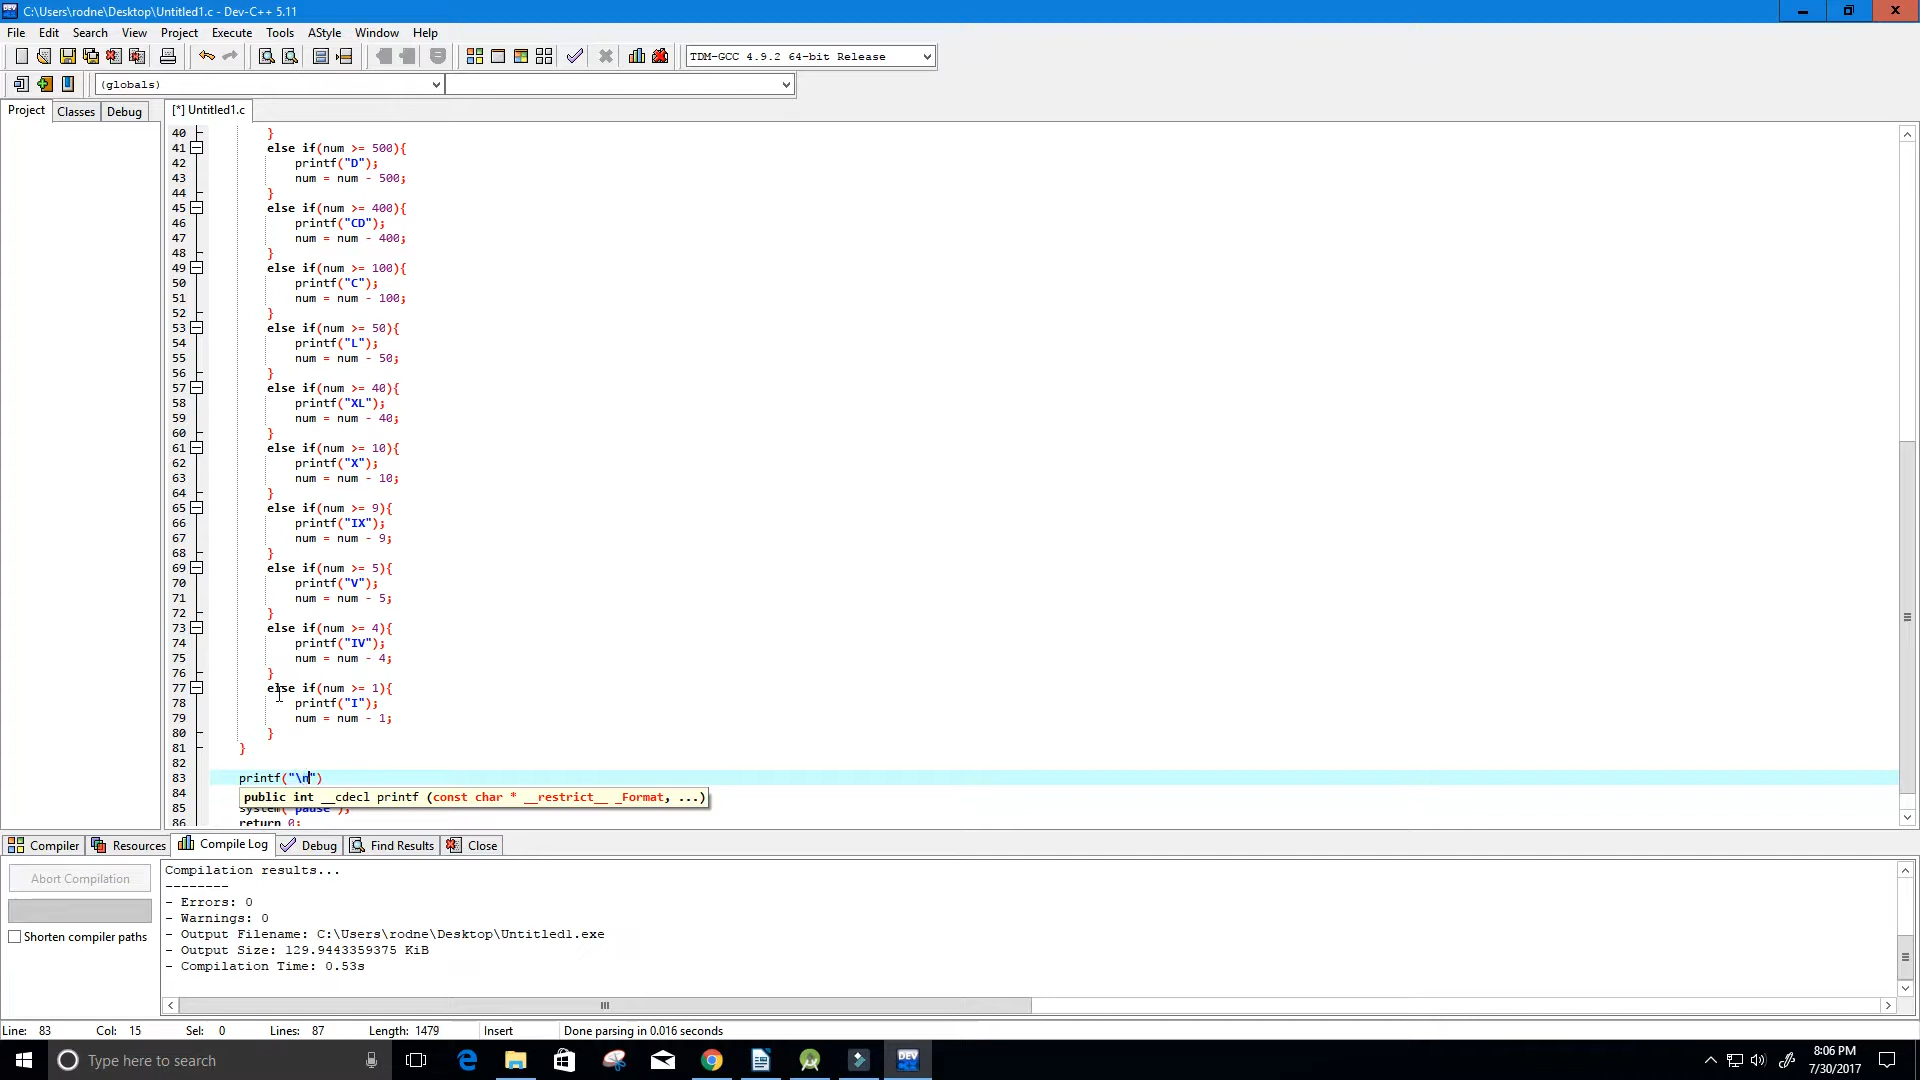 C:\Users\rodne\Desktop\Untitled1.c - Dev-C++ 5.11
File Edit Search View Project Execute Tools AStyle Window Help
TDM-GCC 4.9.2 64-bit Release
(globals)
Project Classes Debug [*] Untitled1.c
40 }
41 else if(num >= 500){
42 printf("D");
43 num = num - 500;
44 }
45 else if(num >= 400){
46 printf("CD");
47 num = num - 400;
48 }
49 else if(num >= 100){
50 printf("C");
51 num = num - 100;
52 }
53 else if(num >= 50){
54 printf("L");
55 num = num - 50;
56 }
57 else if(num >= 40){
58 printf("XL");
59 num = num - 40;
60 }
61 else if(num >= 10){
62 printf("X");
63 num = num - 10;
64 }
65 else if(num >= 9){
66 printf("IX");
67 num = num - 9;
68 }
69 else if(num >= 5){
70 printf("V");
71 num = num - 5;
72 }
73 else if(num >= 4){
74 printf("IV");
75 num = num - 4;
76 }
77 else if(num >= 1){
78 printf("I");
79 num = num - 1;
80 }
81 }
82
83 printf("\n")
84 public int __cdecl printf (const char * __restrict__ _Format, ...)
85 system("pause");
86 return 0;
Compiler Resources Compile Log Debug Find Results Close
Abort Compilation
Shorten compiler paths
Compilation results...
--------
- Errors: 0
- Warnings: 0
- Output Filename: C:\Users\rodne\Desktop\Untitled1.exe
- Output Size: 129.9443359375 KiB
- Compilation Time: 0.53s
Line: 83 Col: 15 Sel: 0 Lines: 87 Length: 1479 Insert Done parsing in 0.016 seconds
Type here to search
DEV
8:06 PM
7/30/2017